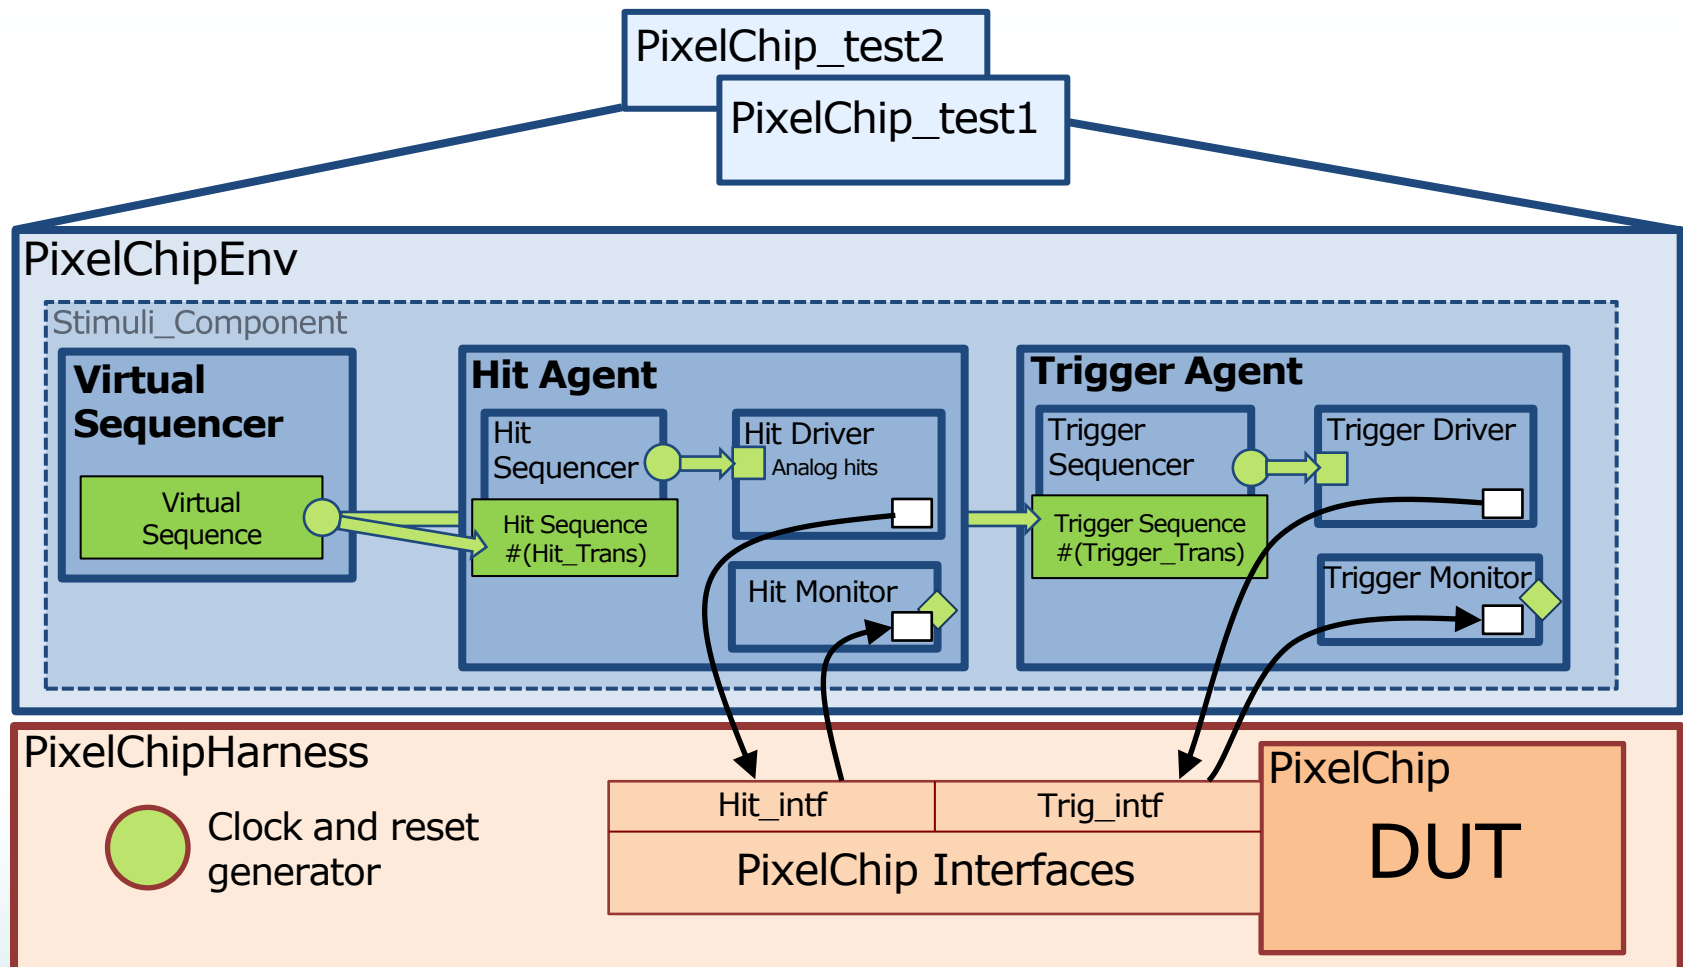 PixelChip_test2
PixelChip_test1
PixelChipEnv
Stimuli_Component
Virtual
Sequencer
Virtual
Sequence
Hit Agent
Hit
Sequencer
Hit Sequence
#(Hit_Trans)
Hit Driver
Analog hits
Hit Monitor
Trigger Agent
Trigger
Sequencer
Trigger Sequence
#(Trigger_Trans)
Trigger Driver
Trigger Monitor
PixelChipHarness
Clock and reset
generator
Hit_intf
Trig_intf
PixelChip Interfaces
PixelChip
DUT